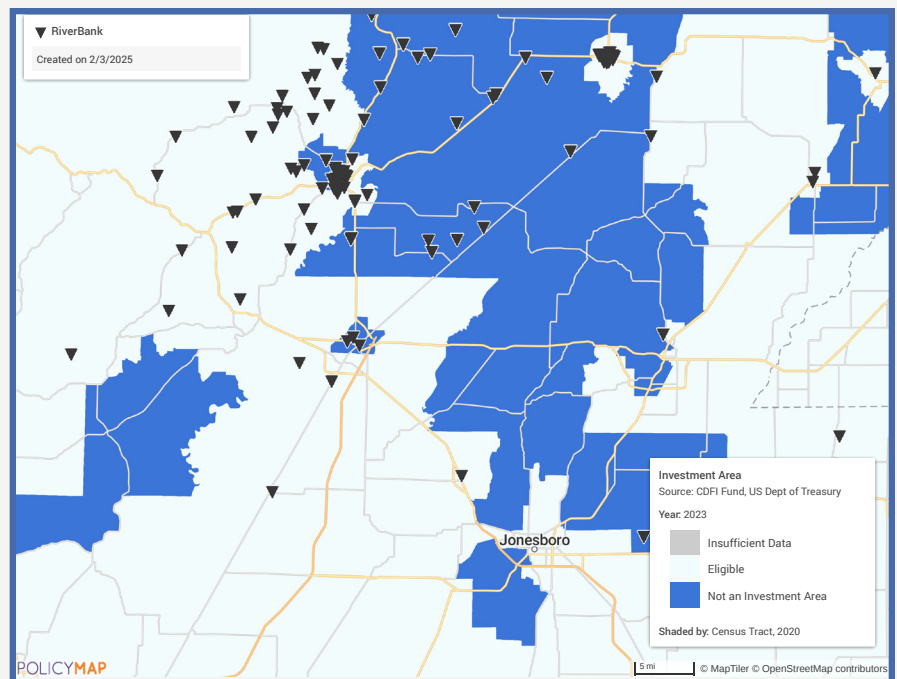 RiverBank
Created on 2/3/2025
Jonesboro
Investment Area
Source: CDFI Fund, US Dept of Treasury
Year: 2023
Insufficient Data
Eligible
Not an Investment Area
Shaded by: Census Tract, 2020
POLICYMAP
5 mi
© MapTiler © OpenStreetMap contributors